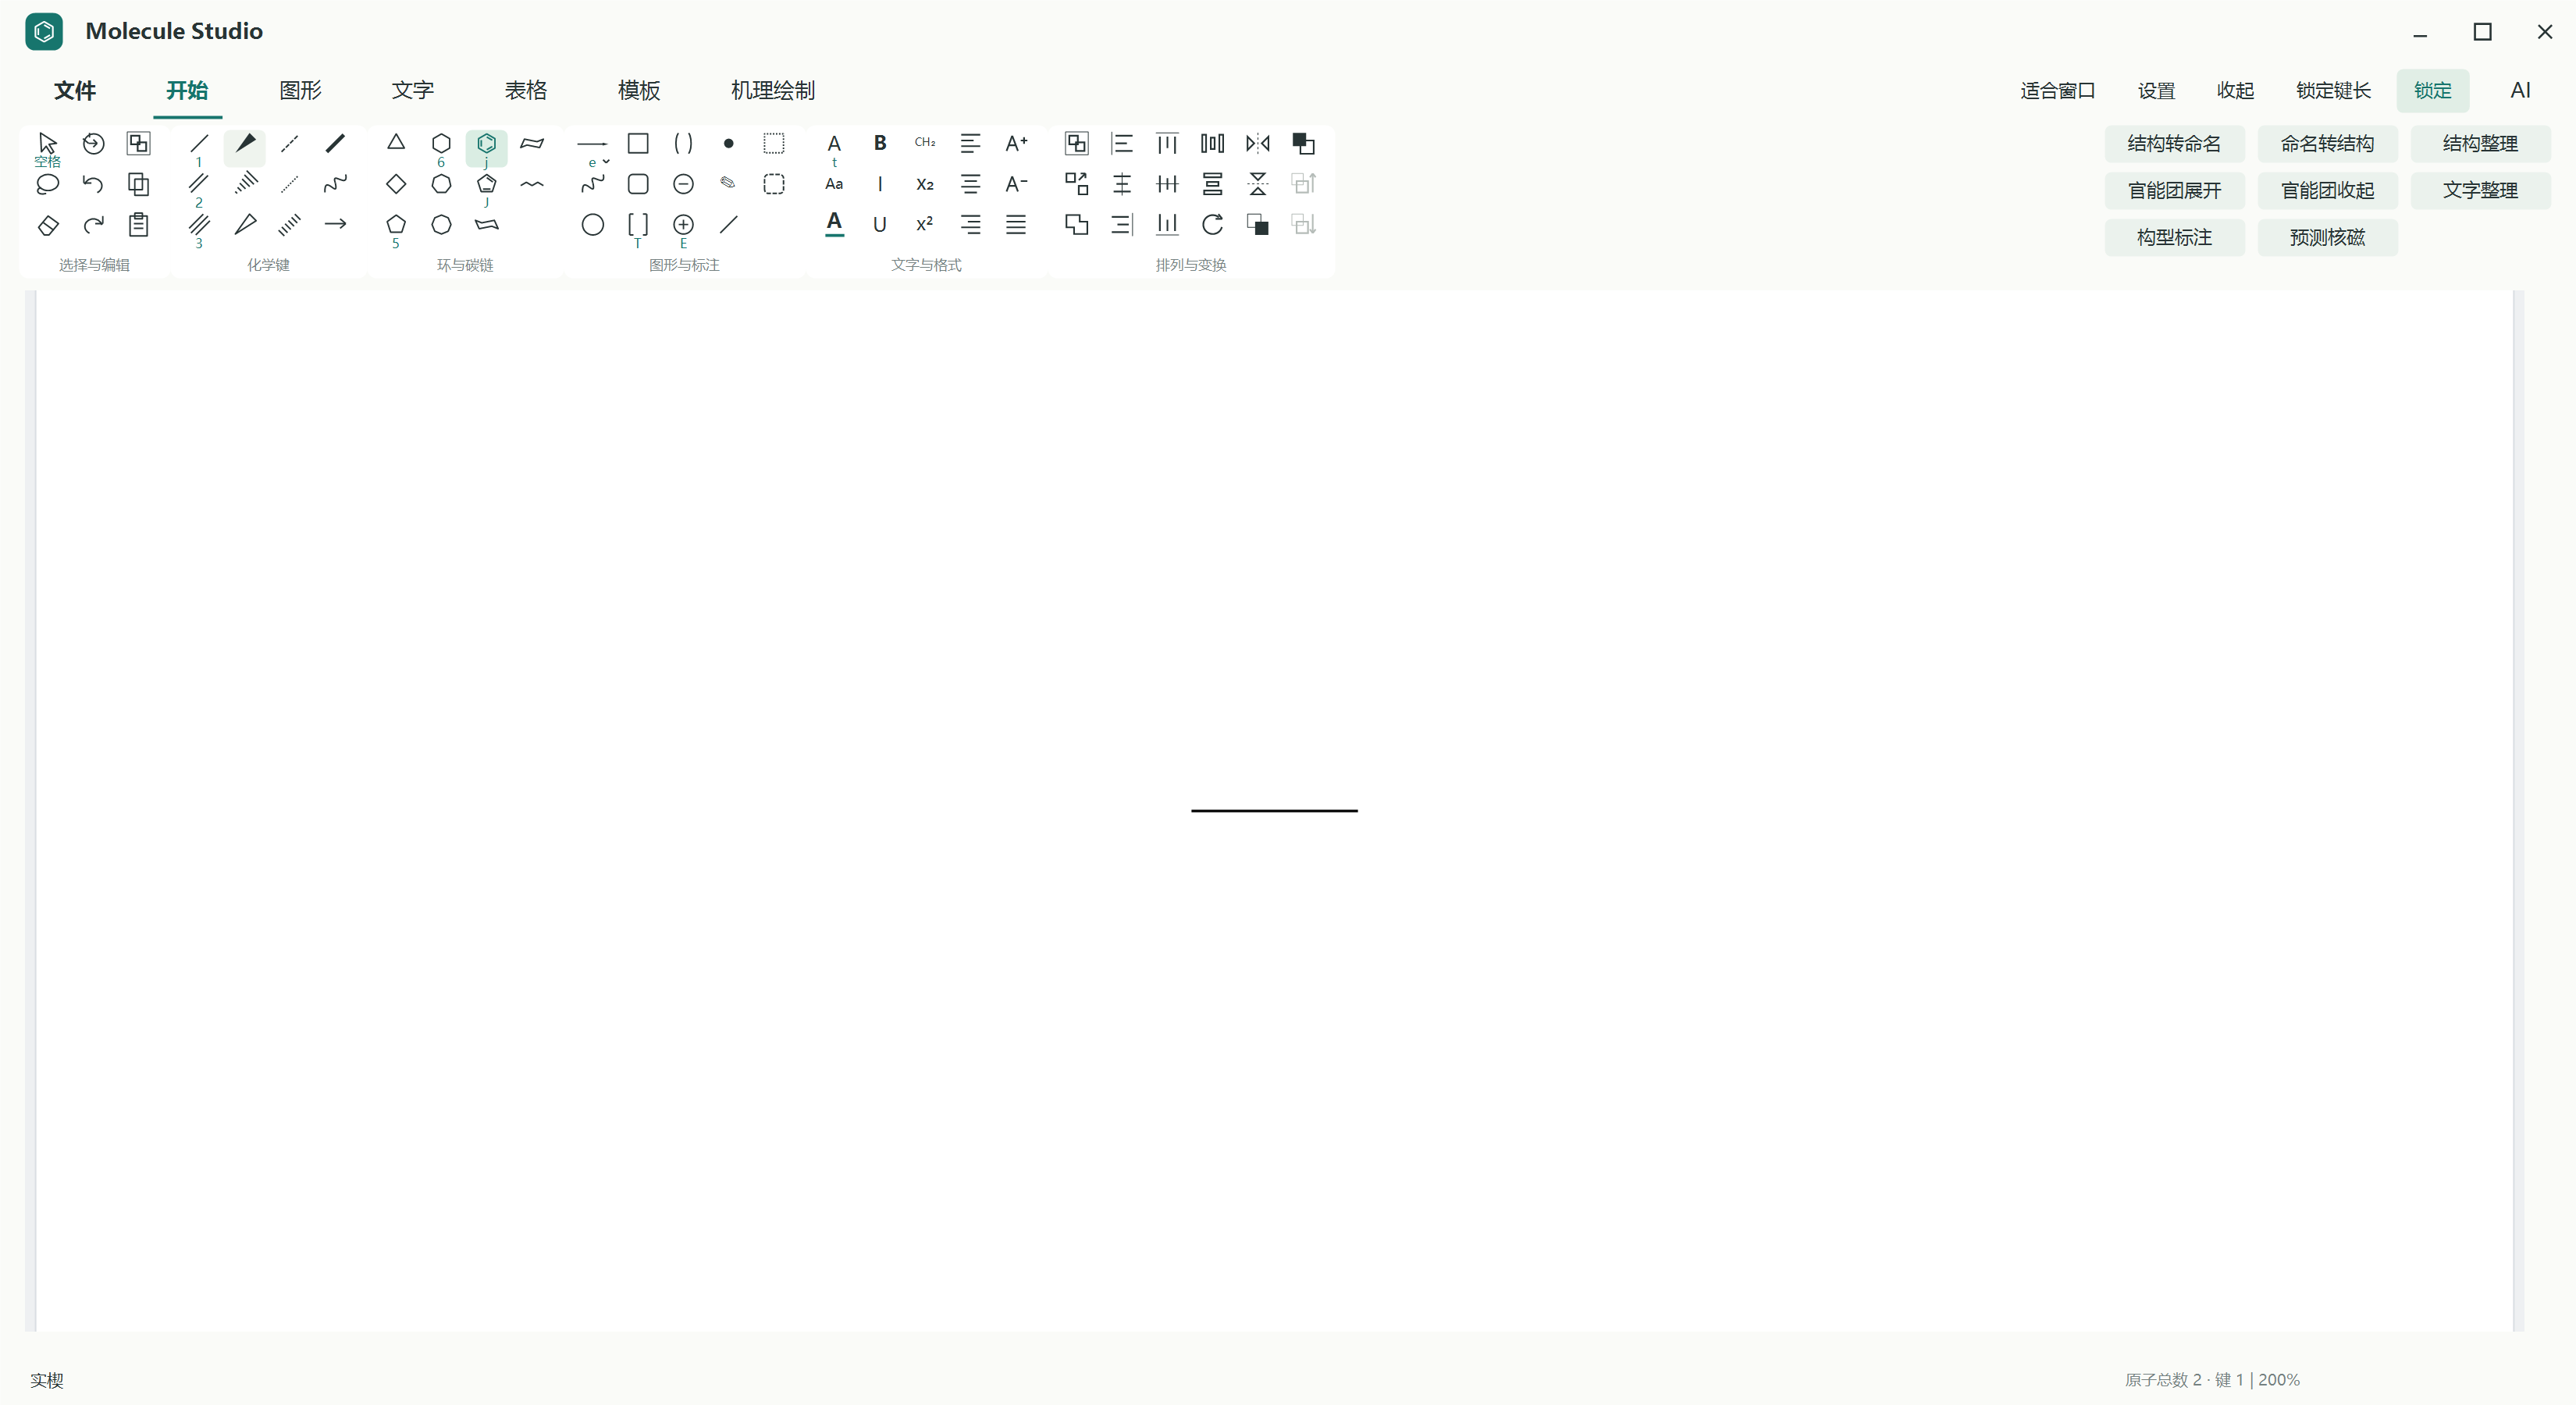 Molecule Studio
文件 开始 图形 文字 表格 模板 机理绘制 适合窗口 设置 收起 锁定键长 锁定 AI
空格 1 6 j e A t B CH₂ A+ 结构转命名 命名转结构 结构整理
2 J Aa I X₂ A− 官能团展开 官能团收起 文字整理
3 5 T E A U X² 构型标注 预测核磁
选择与编辑 化学键 环与碳链 图形与标注 文字与格式 排列与变换
实楔 原子总数 2 · 键 1 | 200%